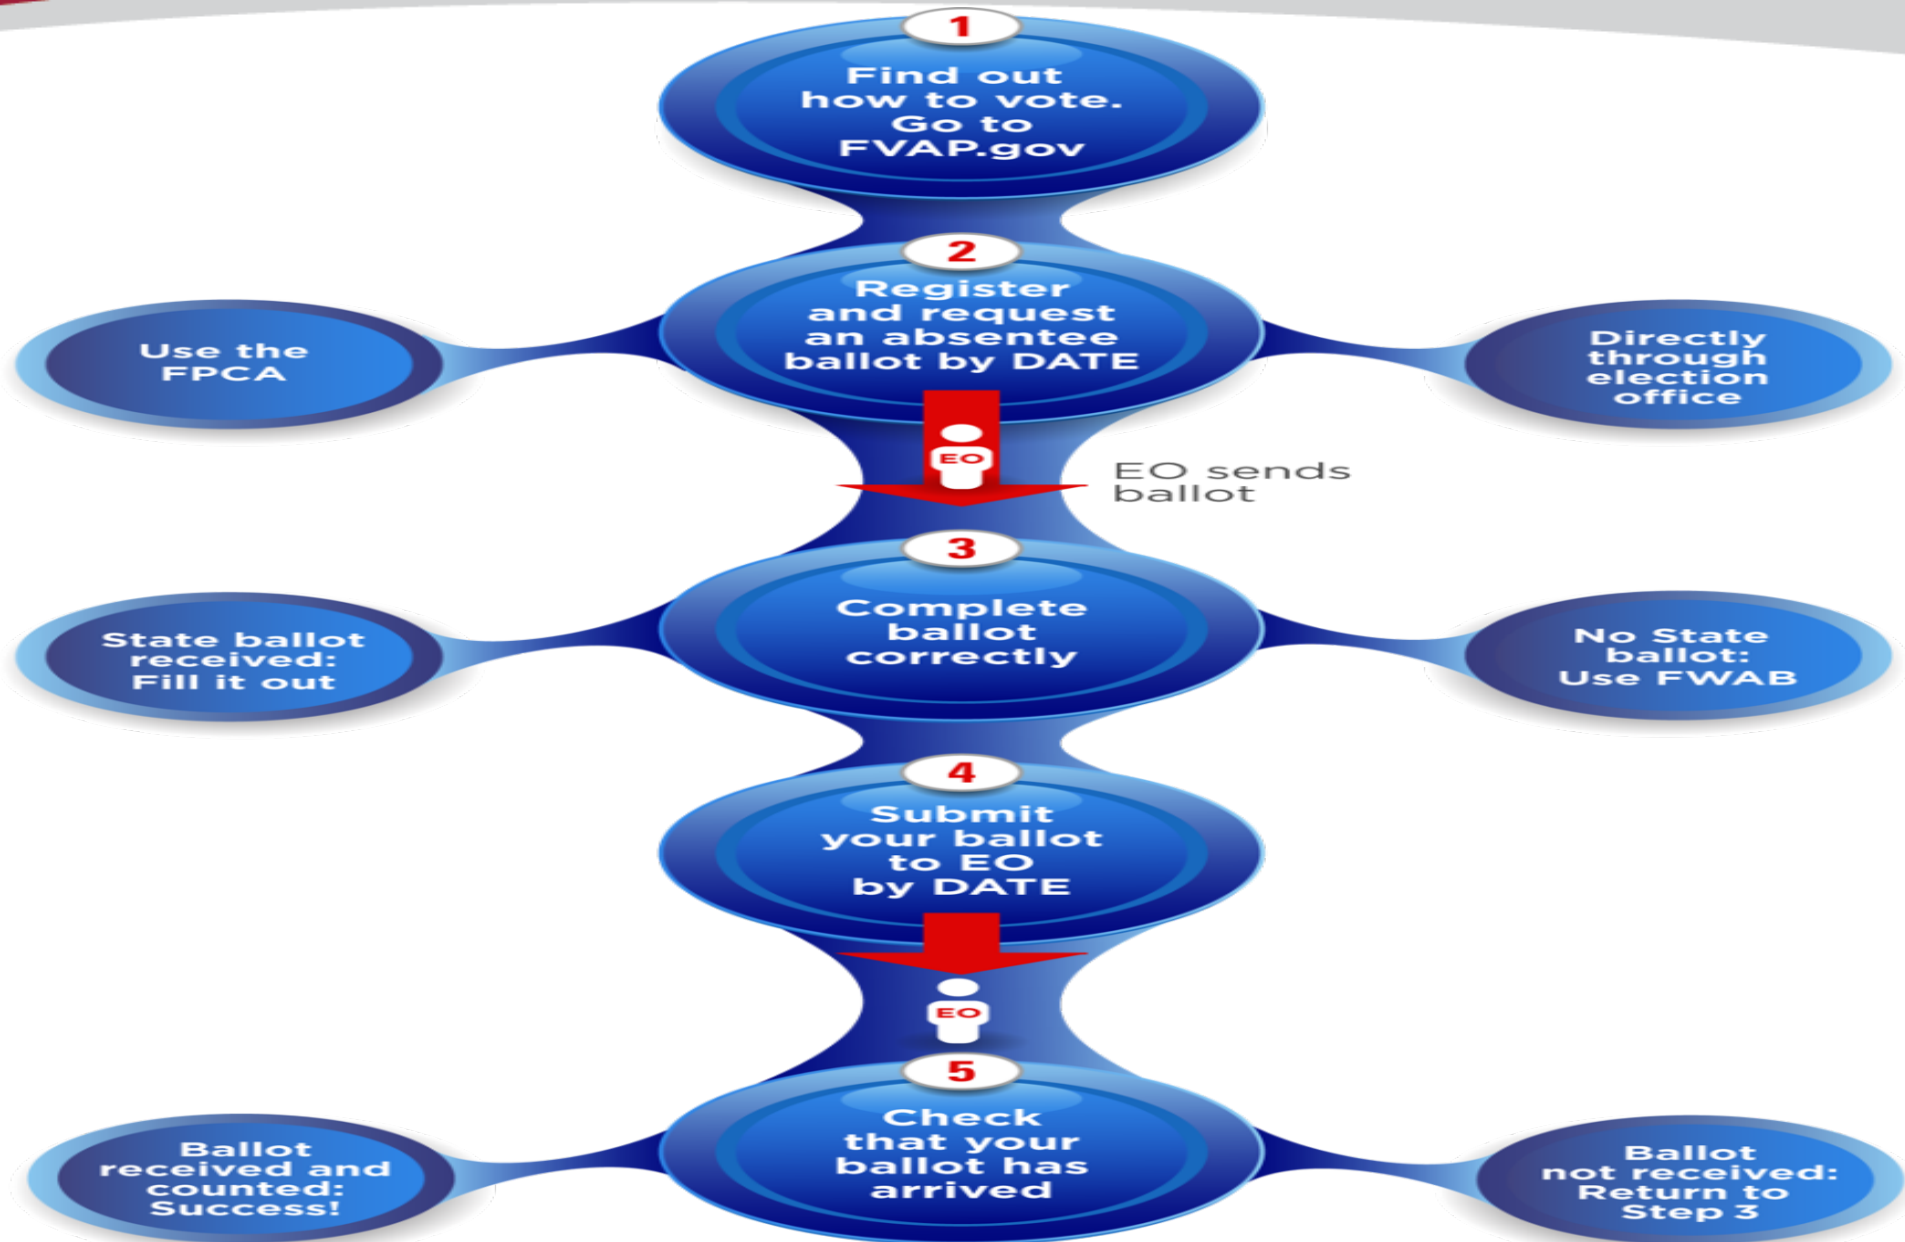 1
Find out
how to vote.
Go to
FVAP.gov
2
Register
and request
an absentee
ballot by DATE
Use the
FPCA
Directly
through
election
office
EO
EO sends
ballot
3
Complete
ballot
correctly
State ballot
received:
Fill it out
No State
ballot:
Use FWAB
4
Submit
your ballot
to EO
by DATE
EO
5
Check
that your
ballot has
arrived
Ballot
received and
counted:
Success!
Ballot
not received:
Return to
Step 3